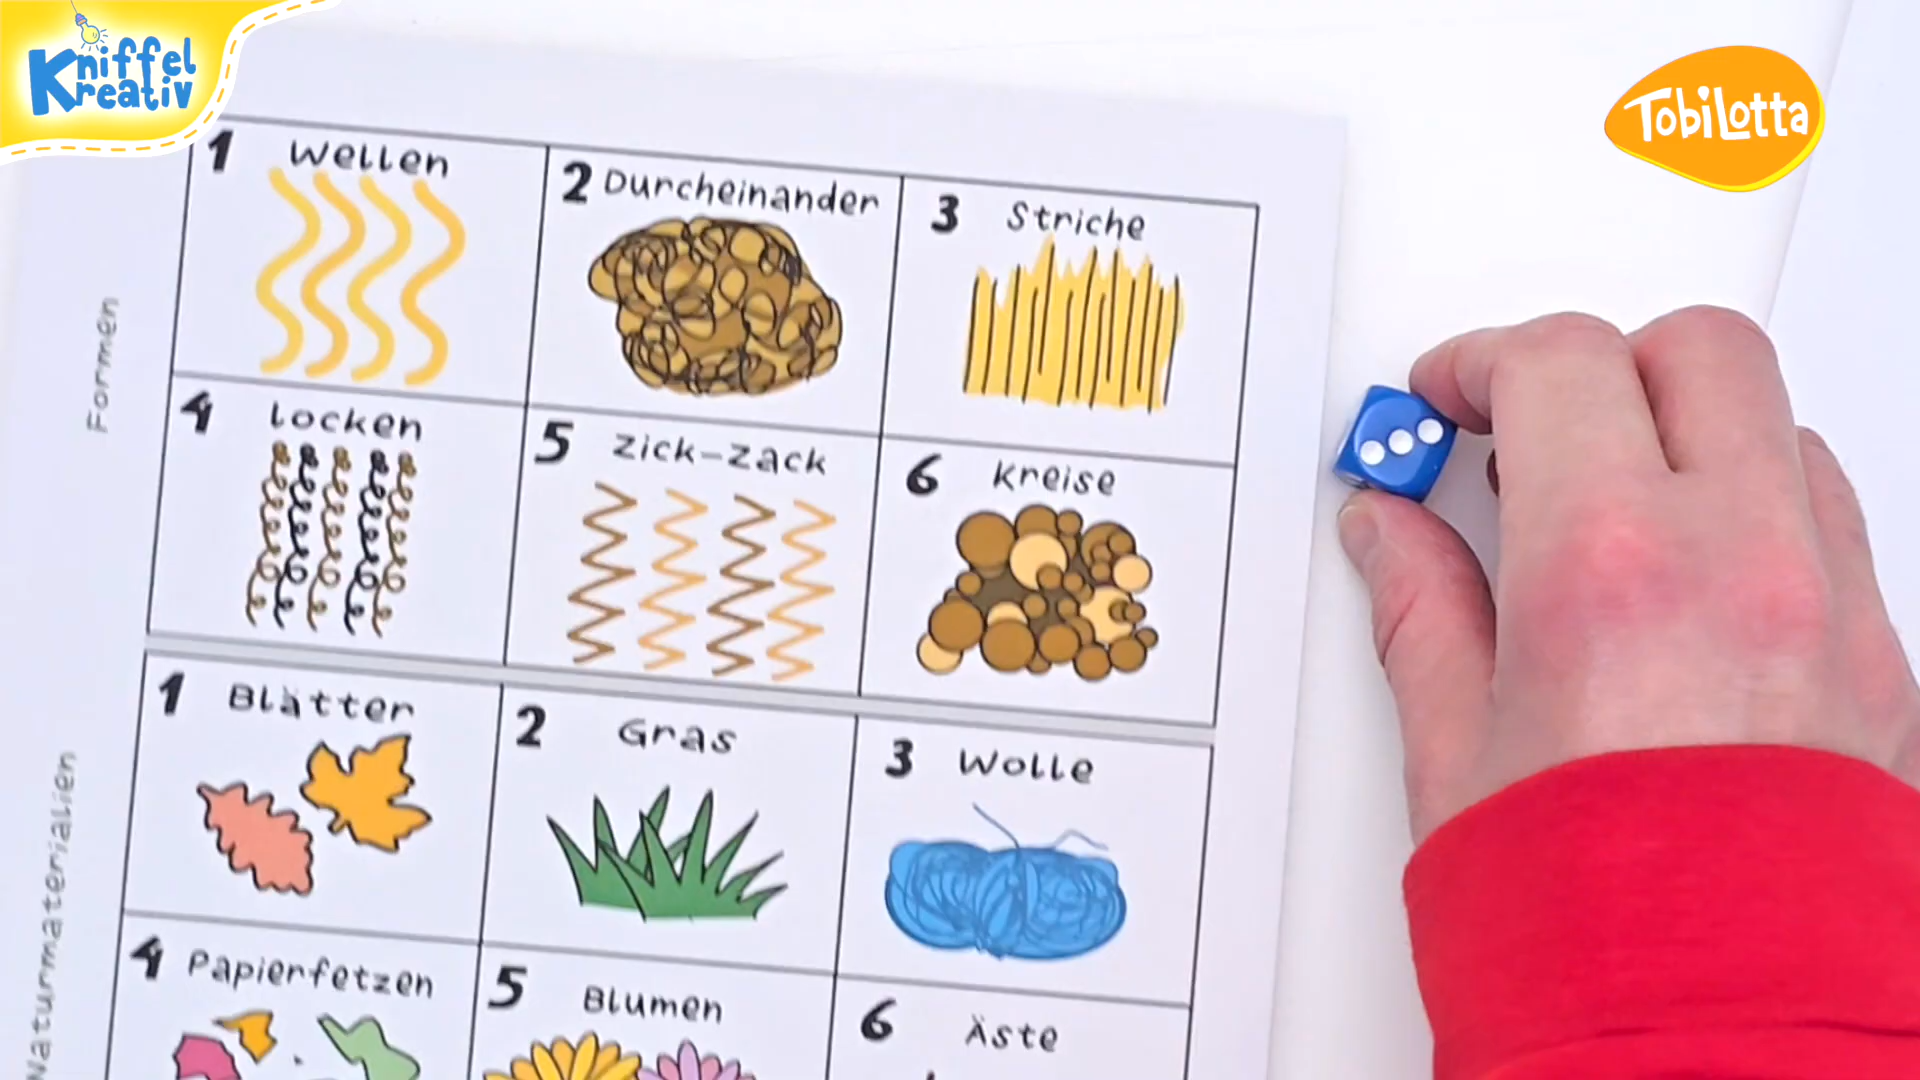 Kniffel
Kreativ
TobiLotta
Formen
1 Wellen
2 Durcheinander
3 Striche
4 Locken
5 Zick-Zack
6 Kreise
Naturmaterialien
1 Blätter
2 Gras
3 Wolle
4 Papierfetzen
5 Blumen
6 Äste